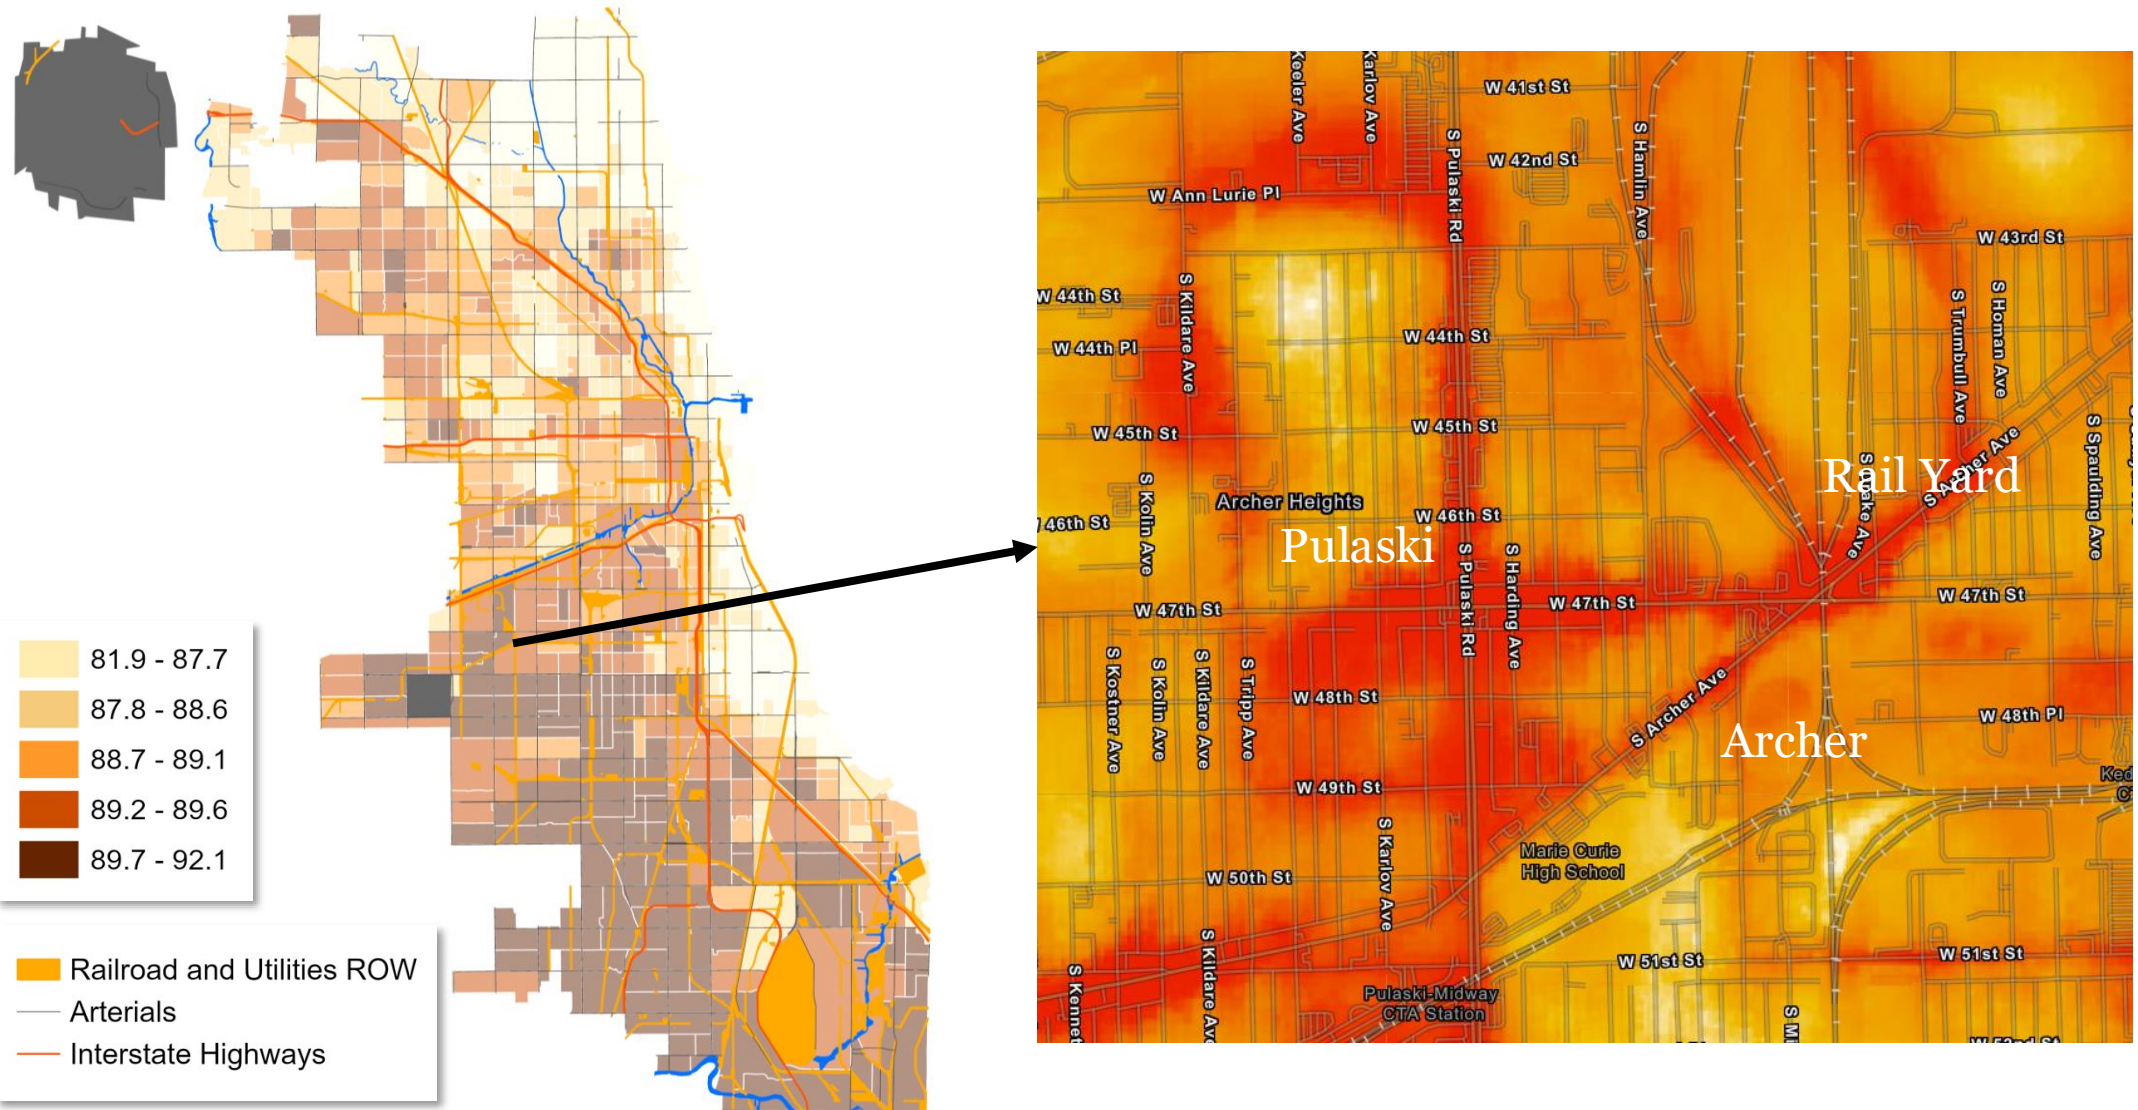 81.9 - 87.7
87.8 - 88.6
88.7 - 89.1
89.2 - 89.6
89.7 - 92.1
Railroad and Utilities ROW
Arterials
Interstate Highways
Keeler Ave
Karlov Ave
W 41st St
W 42nd St
S Pulaski Rd
S Hamlin Ave
W Ann Lurie Pl
W 43rd St
W 44th St
S Kildare Ave
S Trumbull Ave
S Homan Ave
W 44th St
W 44th Pl
W 45th St
W 45th St
S Archer Ave
S Spaulding Ave
Rail Yard
S Kolin Ave
Archer Heights
46th St
W 46th St
Pulaski
S Pulaski Rd
S Harding Ave
W 47th St
W 47th St
W 47th St
S Kostner Ave
S Kolin Ave
S Kildare Ave
S Tripp Ave
W 48th St
S Archer Ave
W 48th Pl
Archer
W 49th St
S Karlov Ave
Marie Curie
High School
W 50th St
S Kildare Ave
W 51st St
W 51st St
Pulaski-Midway
CTA Station